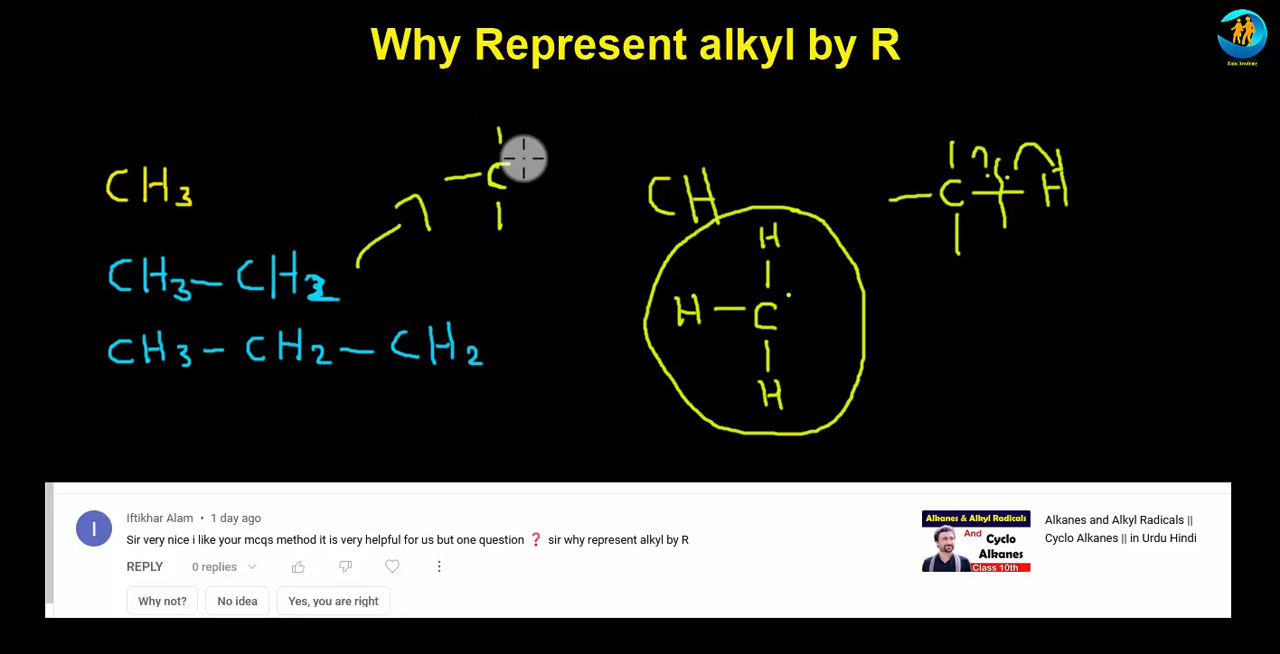 Why Represent alkyl by R
Zain Academy
CH3
CH3-CH2
CH3-CH2-CH2
-C
CH
H
H-C
H
-C-H
I
Iftikhar Alam • 1 day ago
Sir very nice i like your mcqs method it is very helpful for us but one question ❓ sir why represent alkyl by R
REPLY 0 replies
Why not? No idea Yes, you are right
Alkanes & Alkyl Radicals
And Cyclo
Alkanes
Class 10th
Alkanes and Alkyl Radicals ||
Cyclo Alkanes || in Urdu Hindi